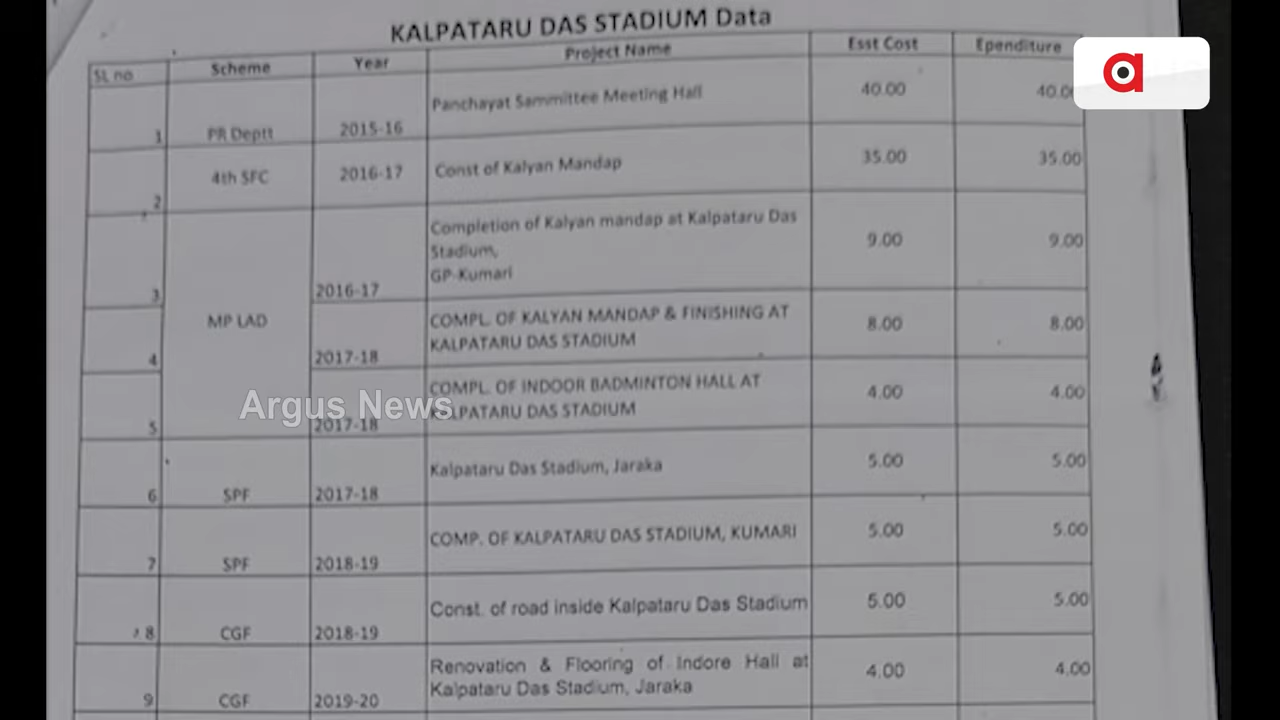 KALPATARU DAS STADIUM Data
SL no Scheme Year Project Name Esst Cost Ependiture
1 PR Deptt 2015-16 Panchayat Sammittee Meeting Hall 40.00 40.00
2 4th SFC 2016-17 Const of Kalyan Mandap 35.00 35.00
3 MP LAD 2016-17 Completion of Kalyan mandap at Kalpataru Das
Stadium,
GP-Kumari 9.00 9.00
4 2017-18 COMPL. OF KALYAN MANDAP & FINISHING AT
KALPATARU DAS STADIUM 8.00 8.00
5 2017-18 COMPL. OF INDOOR BADMINTON HALL AT
KALPATARU DAS STADIUM 4.00 4.00
6 SPF 2017-18 Kalpataru Das Stadium, Jaraka 5.00 5.00
7 SPF 2018-19 COMP. OF KALPATARU DAS STADIUM, KUMARI 5.00 5.00
8 CGF 2018-19 Const. of road inside Kalpataru Das Stadium 5.00 5.00
9 CGF 2019-20 Renovation & Flooring of Indore Hall at
Kalpataru Das Stadium, Jaraka 4.00 4.00
Argus News
a